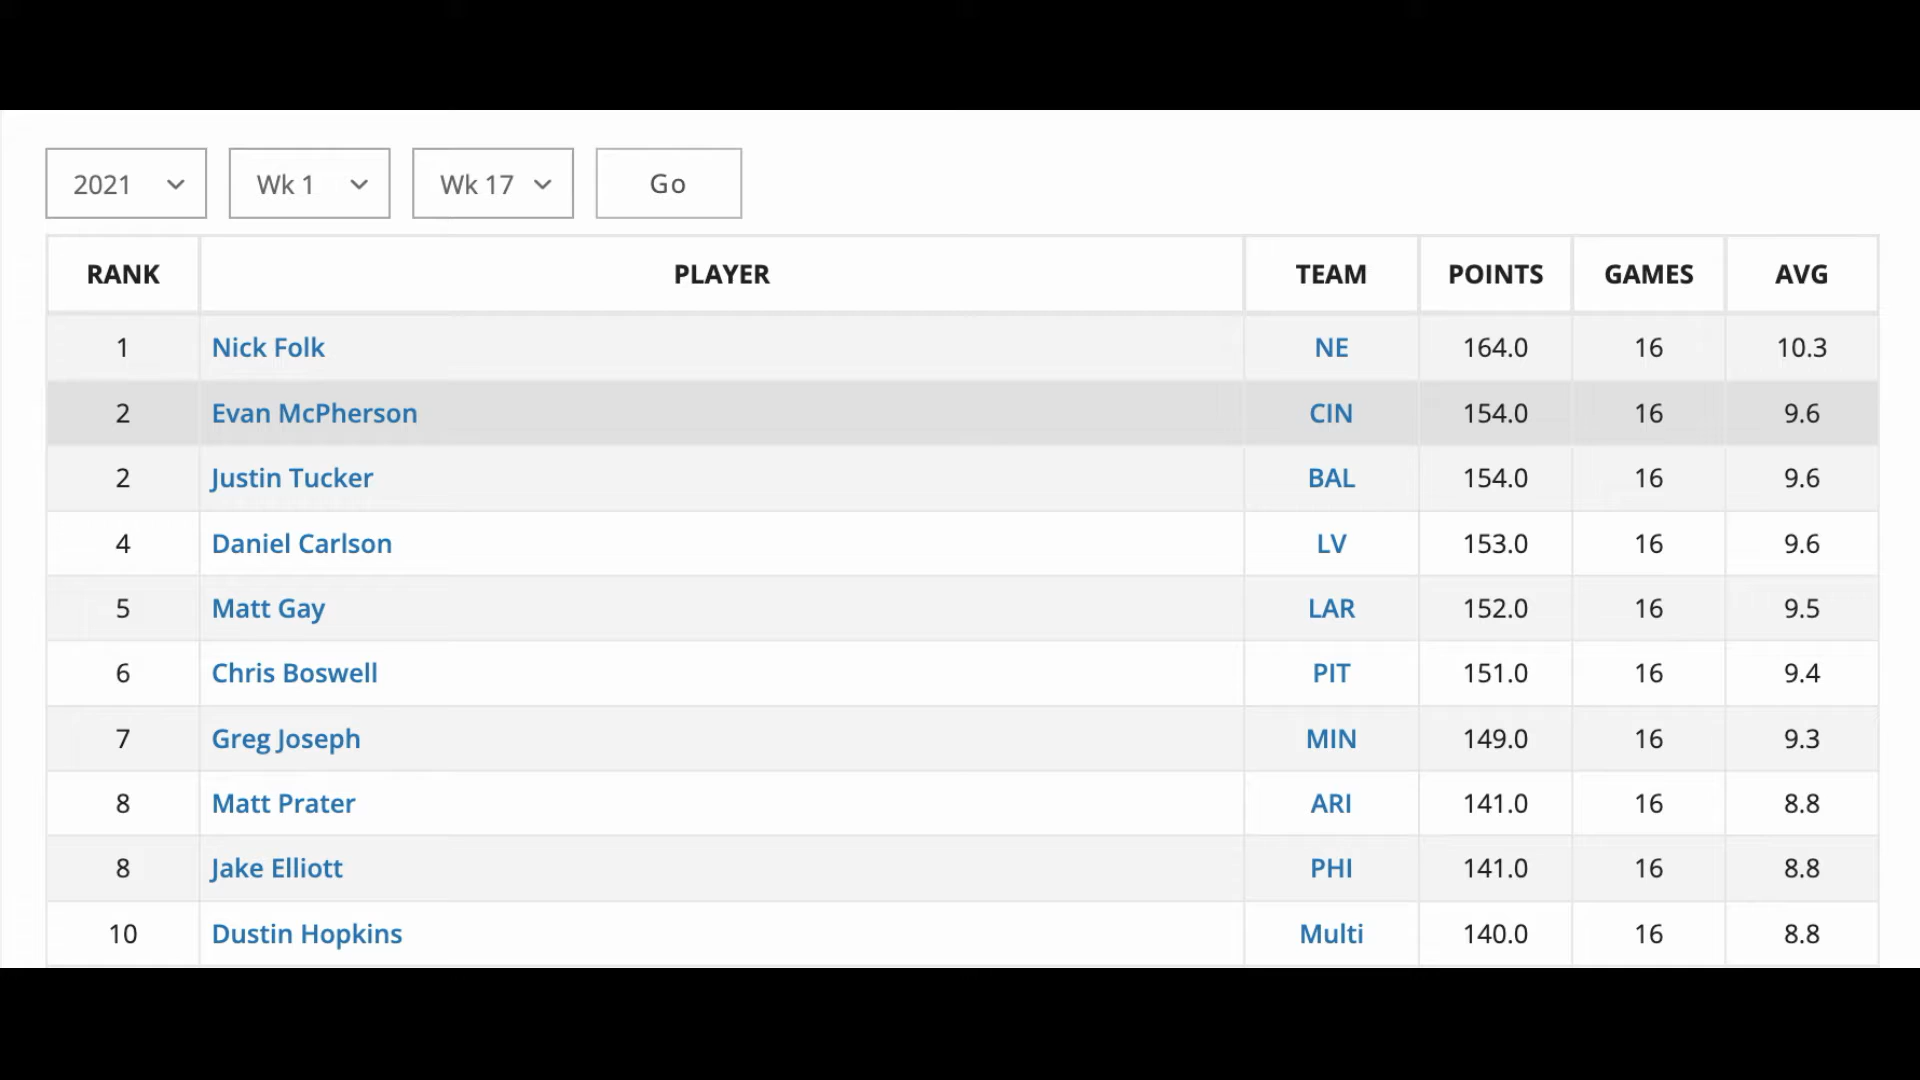 2021 Wk 1 Wk 17 Go
RANK PLAYER TEAM POINTS GAMES AVG
1 Nick Folk NE 164.0 16 10.3
2 Evan McPherson CIN 154.0 16 9.6
2 Justin Tucker BAL 154.0 16 9.6
4 Daniel Carlson LV 153.0 16 9.6
5 Matt Gay LAR 152.0 16 9.5
6 Chris Boswell PIT 151.0 16 9.4
7 Greg Joseph MIN 149.0 16 9.3
8 Matt Prater ARI 141.0 16 8.8
8 Jake Elliott PHI 141.0 16 8.8
10 Dustin Hopkins Multi 140.0 16 8.8